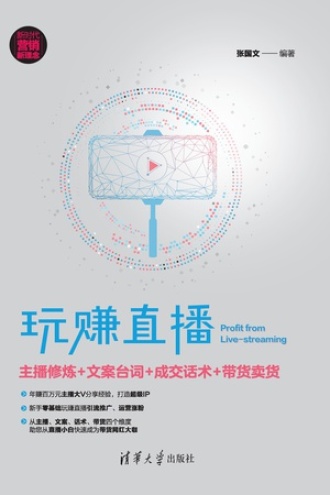 新时代
营销
新理念
张国文 —— 编著
玩赚直播
Profit from
Live-streaming
主播修炼+文案台词+成交话术+带货卖货
年赚百万元主播大V分享经验，打造超级IP
新手零基础玩赚直播引流推广、运营涨粉
从主播、文案、话术、带货四个维度
助您从直播小白快速成为带货网红大咖
清华大学出版社